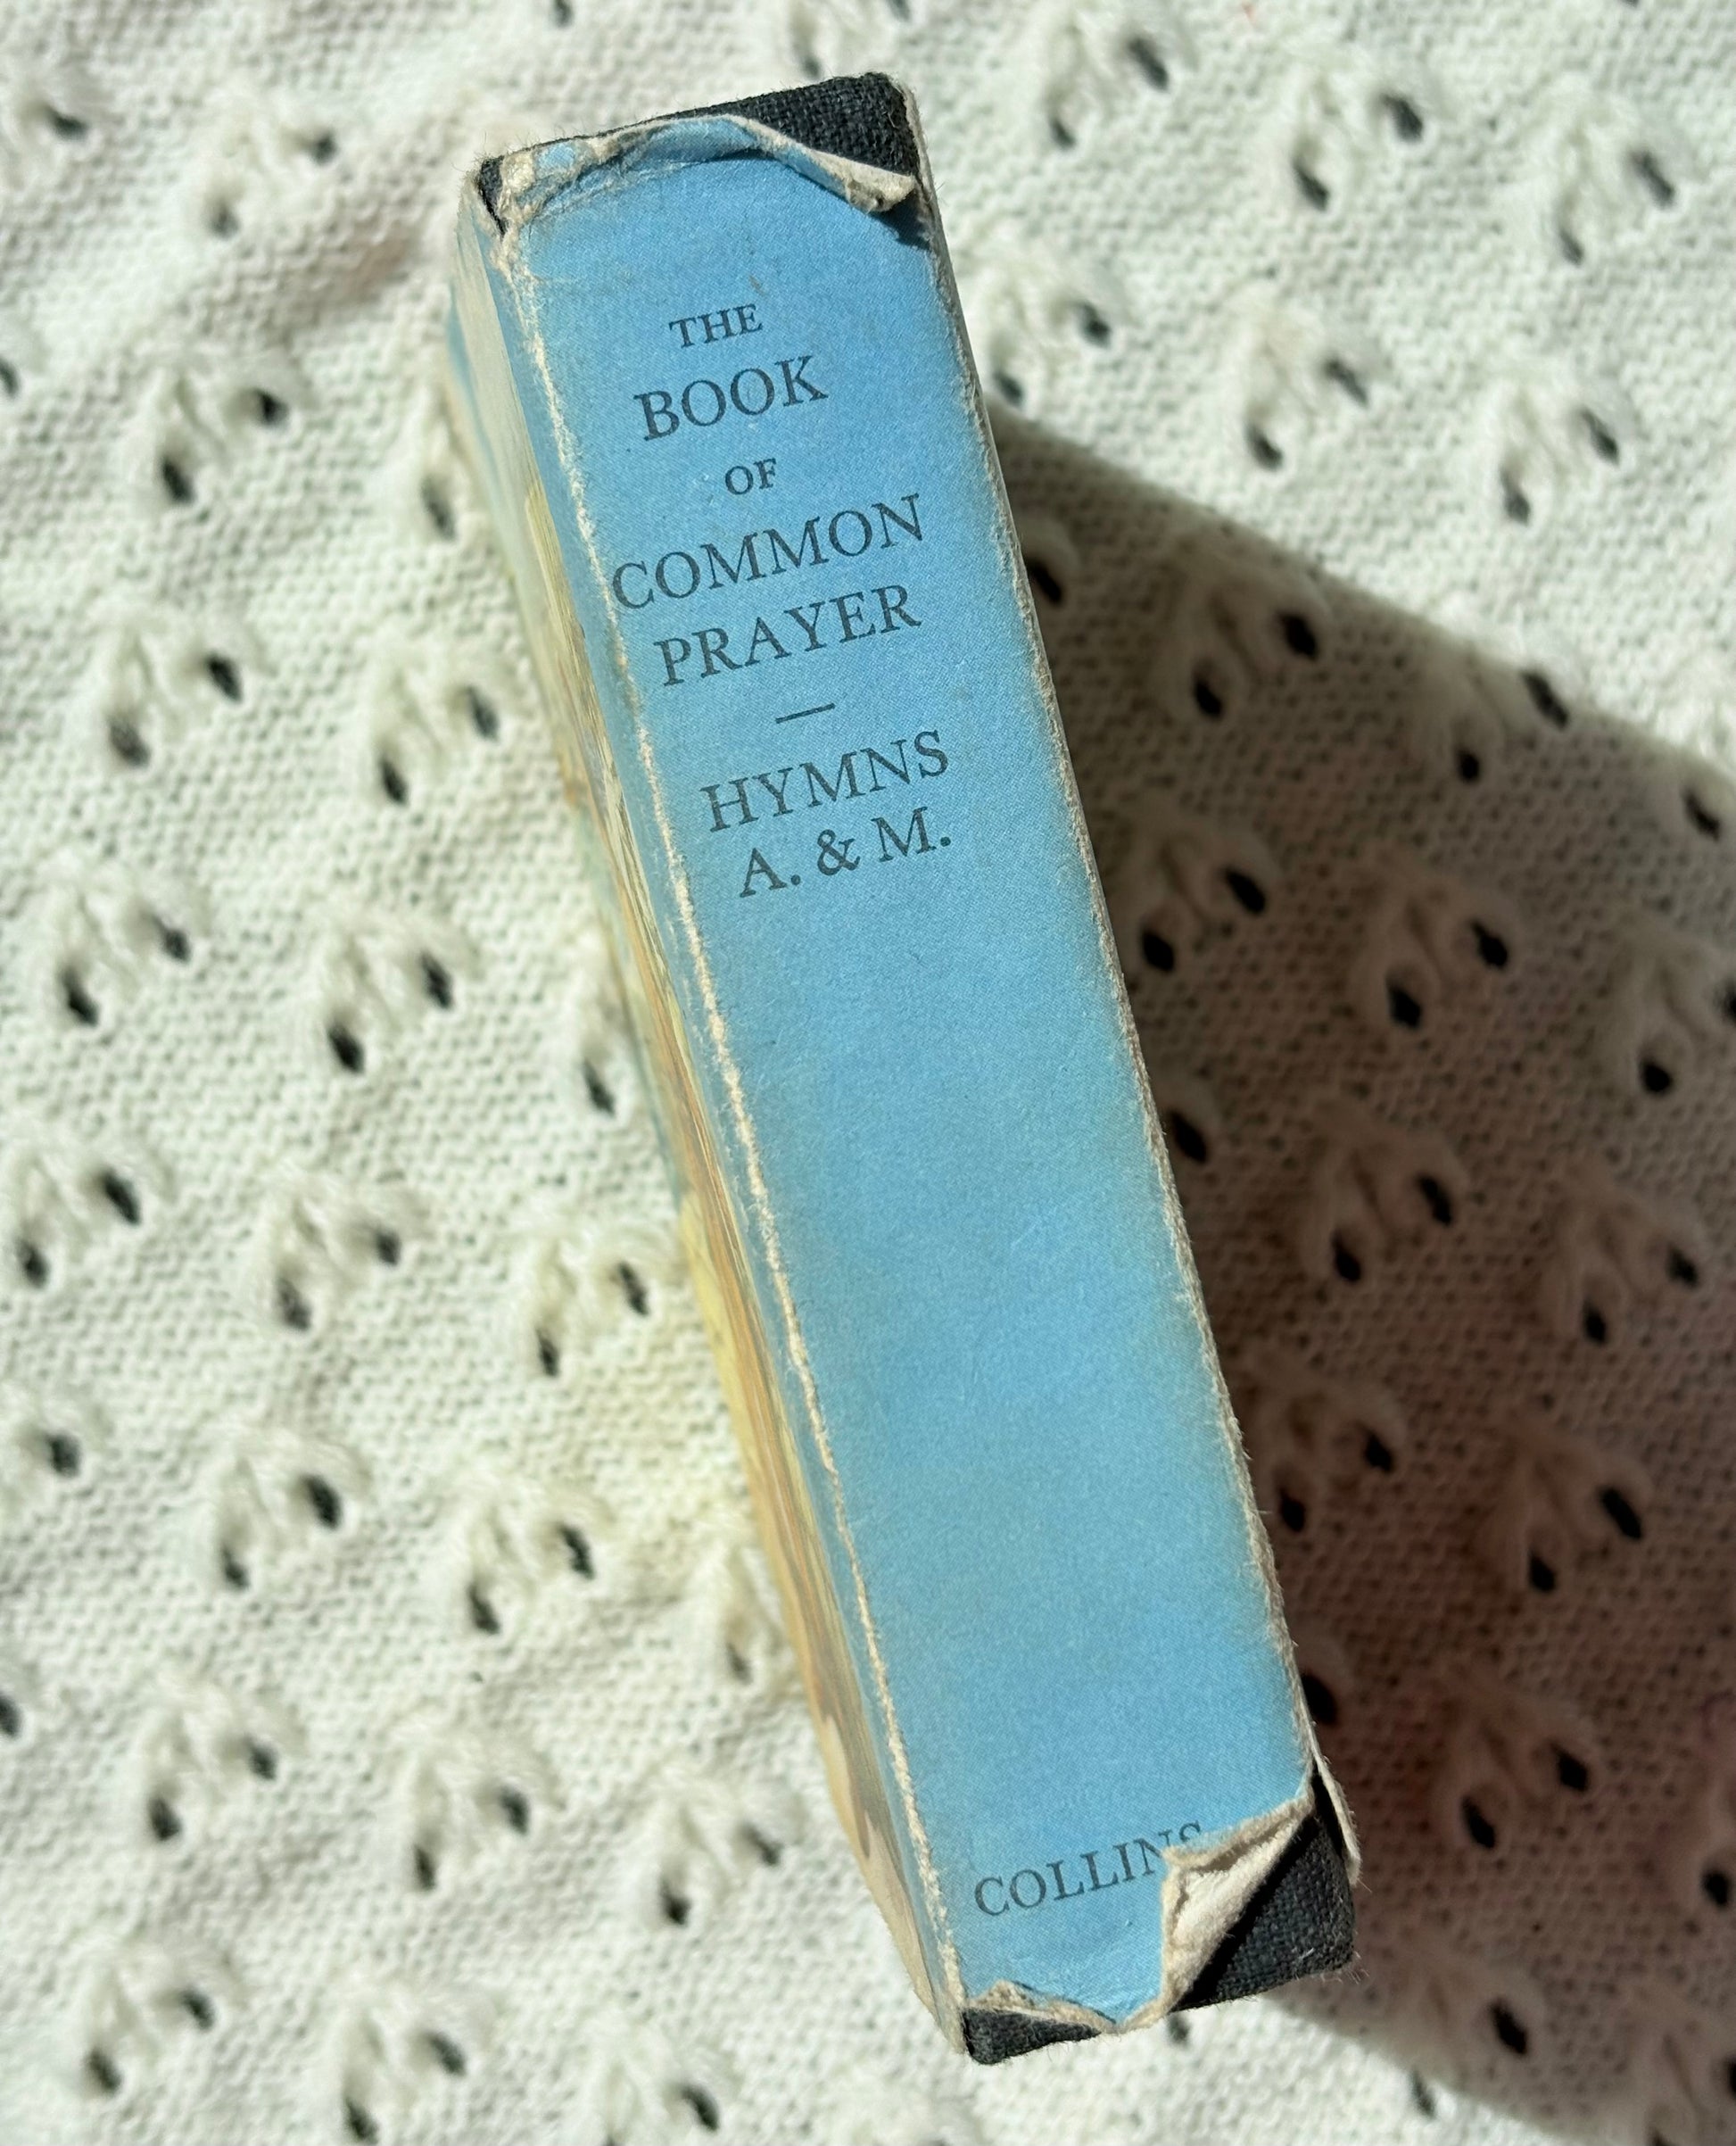 THE
BOOK
OF
COMMON
PRAYER
—
HYMNS
A. & M.
COLLINS